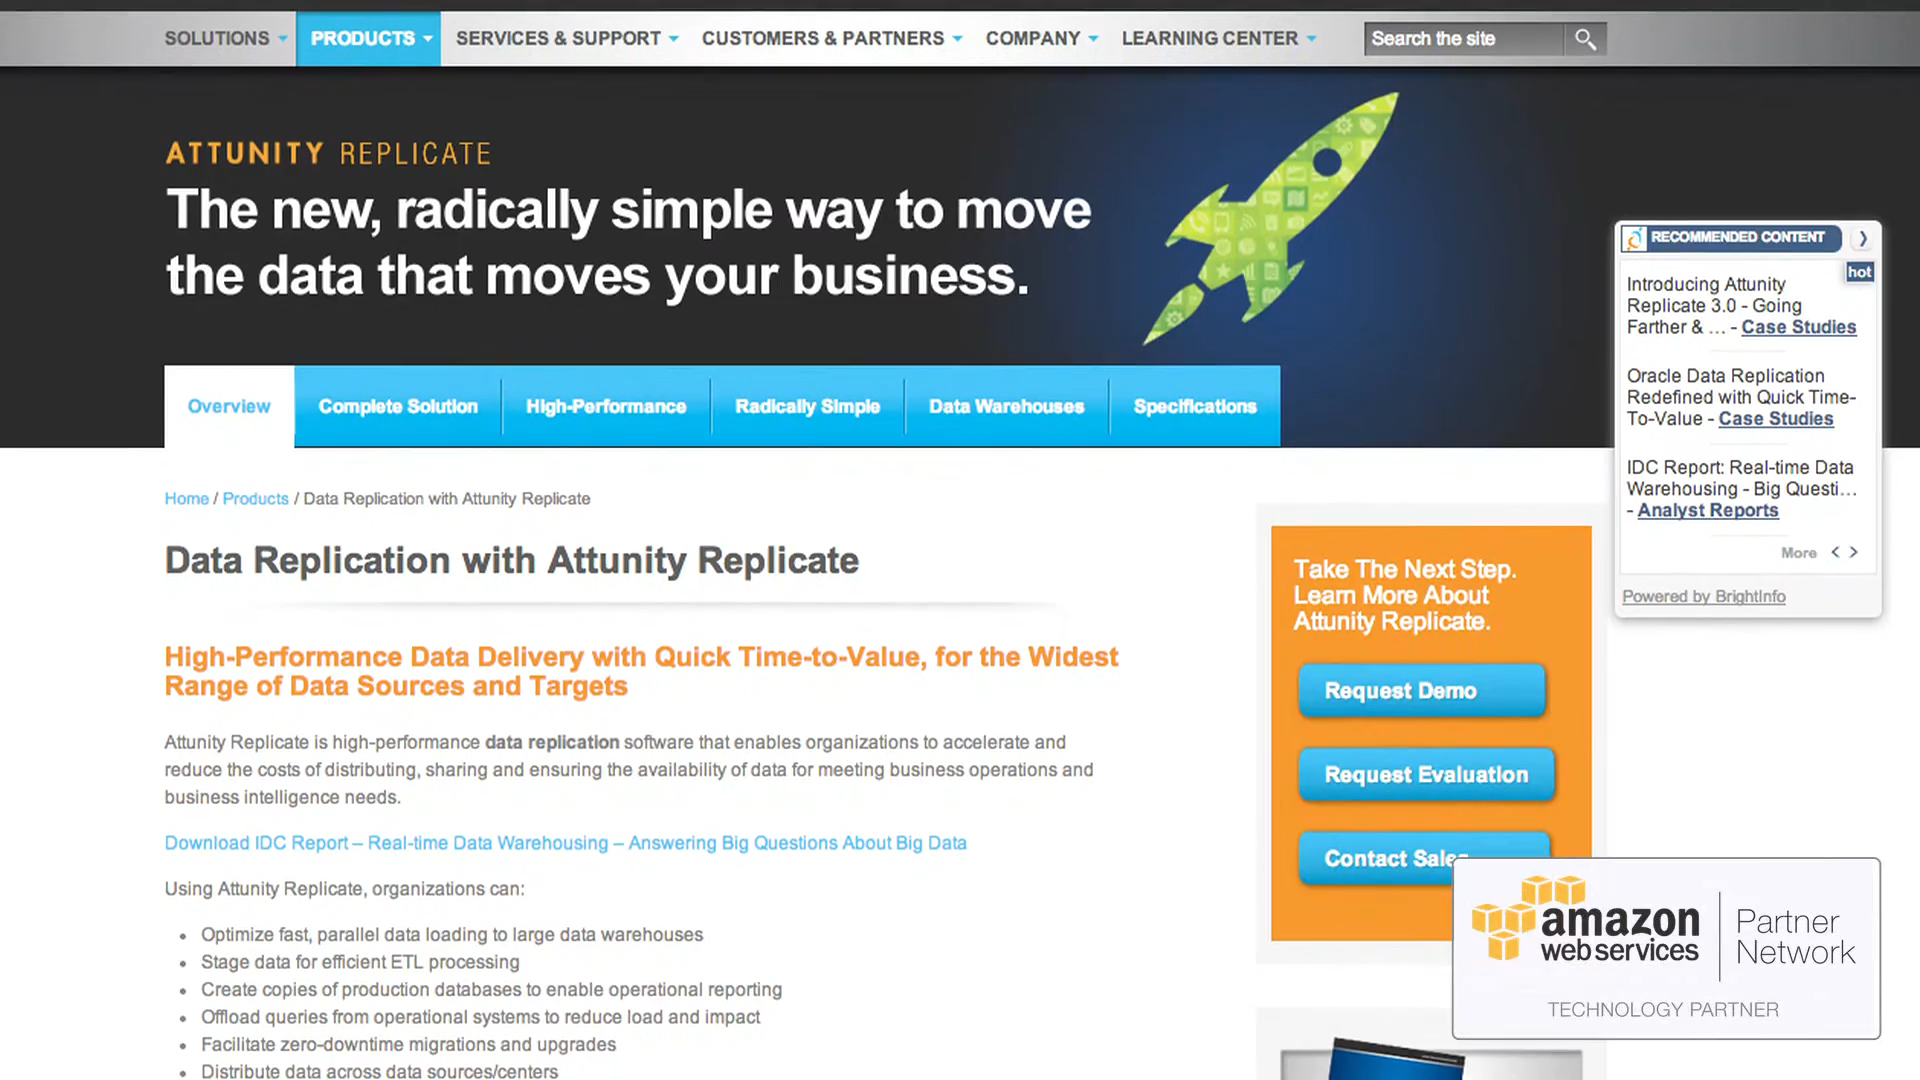 SOLUTIONS PRODUCTS SERVICES & SUPPORT CUSTOMERS & PARTNERS COMPANY LEARNING CENTER Search the site
ATTUNITY REPLICATE
The new, radically simple way to move
the data that moves your business.
Overview Complete Solution High-Performance Radically Simple Data Warehouses Specifications
RECOMMENDED CONTENT
hot
Introducing Attunity
Replicate 3.0 - Going
Farther & ... - Case Studies
Oracle Data Replication
Redefined with Quick Time-
To-Value - Case Studies
IDC Report: Real-time Data
Warehousing - Big Questi...
- Analyst Reports
More < >
Powered by BrightInfo
Home / Products / Data Replication with Attunity Replicate
Data Replication with Attunity Replicate
High-Performance Data Delivery with Quick Time-to-Value, for the Widest
Range of Data Sources and Targets
Attunity Replicate is high-performance data replication software that enables organizations to accelerate and
reduce the costs of distributing, sharing and ensuring the availability of data for meeting business operations and
business intelligence needs.
Download IDC Report – Real-time Data Warehousing – Answering Big Questions About Big Data
Using Attunity Replicate, organizations can:
• Optimize fast, parallel data loading to large data warehouses
• Stage data for efficient ETL processing
• Create copies of production databases to enable operational reporting
• Offload queries from operational systems to reduce load and impact
• Facilitate zero-downtime migrations and upgrades
• Distribute data across data sources/centers
Take The Next Step.
Learn More About
Attunity Replicate.
Request Demo
Request Evaluation
Contact Sales
amazon
web services
Partner
Network
TECHNOLOGY PARTNER